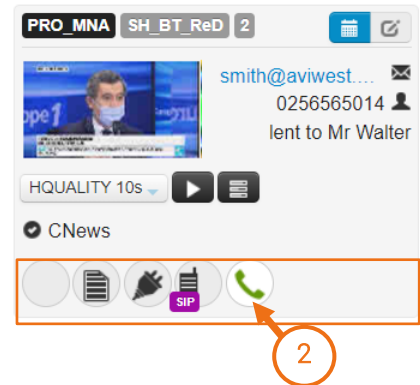 PRO_MNA SH_BT_ReD 2
smith@aviwest....
0256565014
lent to Mr Walter
HQUALITY 10s
CNews
SIP
2